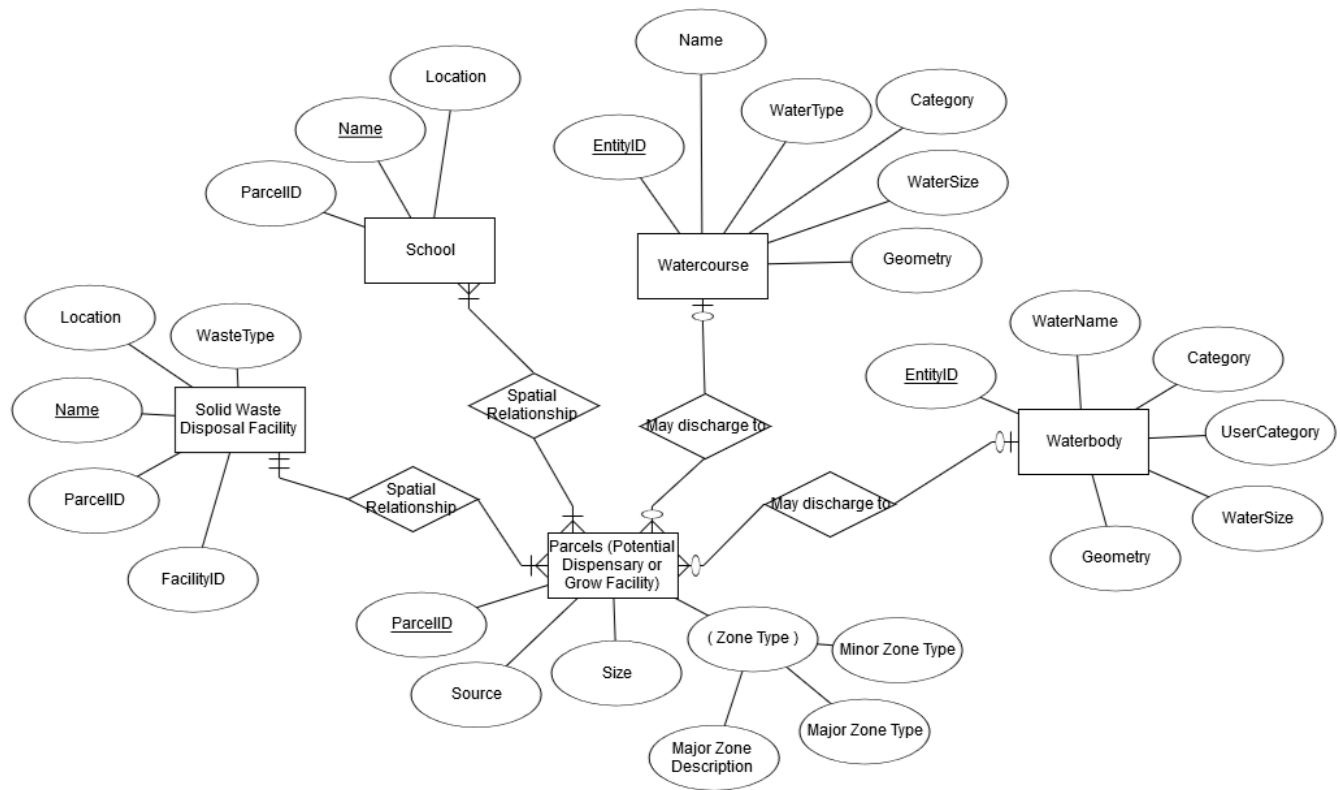 Name
Location
WaterType
Category
Name
EntityID
WaterSize
ParcelID
School
Watercourse
Geometry
Location
WasteType
WaterName
Category
EntityID
Spatial
Relationship
Name
Solid Waste
Disposal Facility
May discharge to
Waterbody
UserCategory
ParcelID
Spatial
Relationship
May discharge to
WaterSize
Geometry
FacilityID
Parcels (Potential
Dispensary or
Grow Facility)
ParcelID
( Zone Type )
Minor Zone Type
Source
Size
Major Zone Type
Major Zone
Description